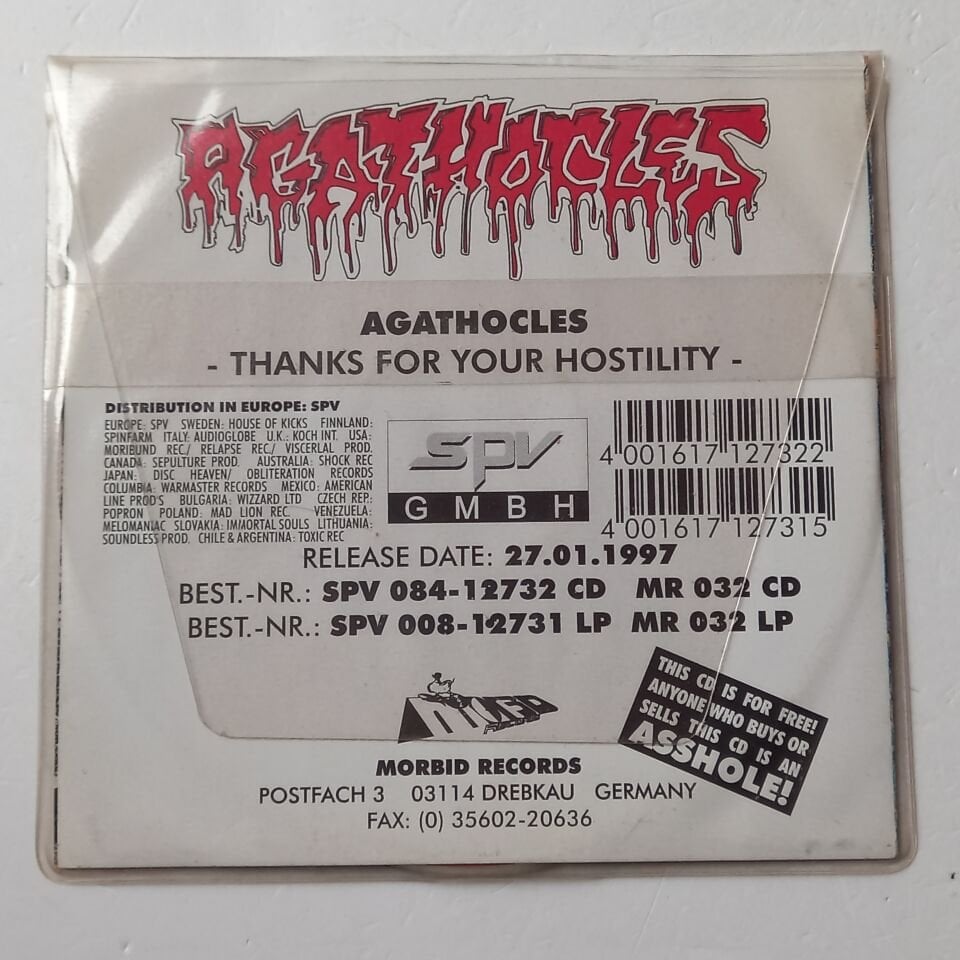 AGATHOCLES
AGATHOCLES
- THANKS FOR YOUR HOSTILITY -
DISTRIBUTION IN EUROPE: SPV
EUROPE: SPV SWEDEN: HOUSE OF KICKS FINNLAND:
SPINFARM ITALY: AUDIOGLOBE U.K.: KOCH INT. USA:
MORIBUND REC./ RELAPSE REC./ VISCERLAL PROD.
CANADA: SEPULTURE PROD. AUSTRALIA: SHOCK REC
JAPAN: DISC HEAVEN/ OBLITERATION RECORDS
COLUMBIA: WARMASTER RECORDS MEXICO: AMERICAN
LINE PROD'S BULGARIA: WIZZARD LTD CZECH REP:
POPRON POLAND: MAD LION REC. VENEZUELA:
MELOMANIAC SLOVAKIA: IMMORTAL SOULS LITHUANIA:
SOUNDLESS PROD. CHILE & ARGENTINA: TOXIC REC
spv
GMBH
4 001617 127322
4 001617 127315
RELEASE DATE: 27.01.1997
BEST.-NR.: SPV 084-12732 CD MR 032 CD
BEST.-NR.: SPV 008-12731 LP MR 032 LP
THIS CD IS FOR FREE!
ANYONE WHO BUYS OR
SELLS THIS CD IS AN
ASSHOLE!
MORBID RECORDS
POSTFACH 3 03114 DREBKAU GERMANY
FAX: (0) 35602-20636